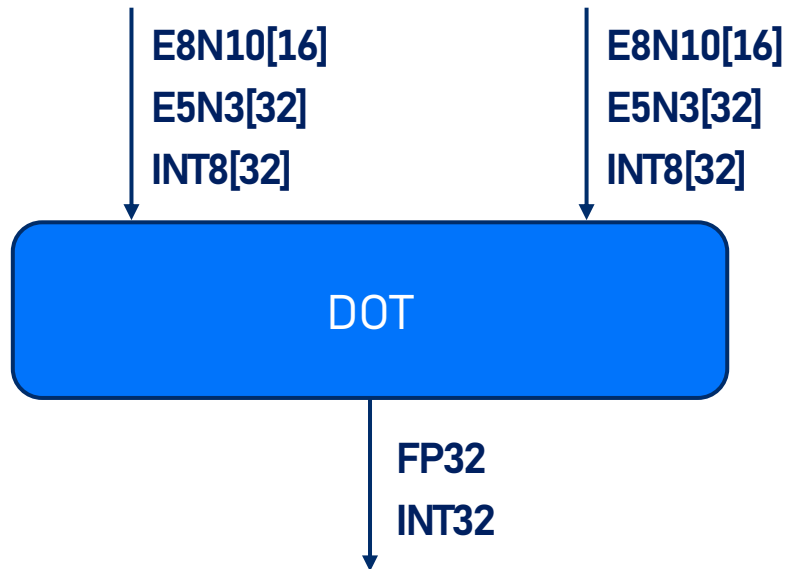 E8N10[16]
E5N3[32]
INT8[32]
E8N10[16]
E5N3[32]
INT8[32]
DOT
FP32
INT32